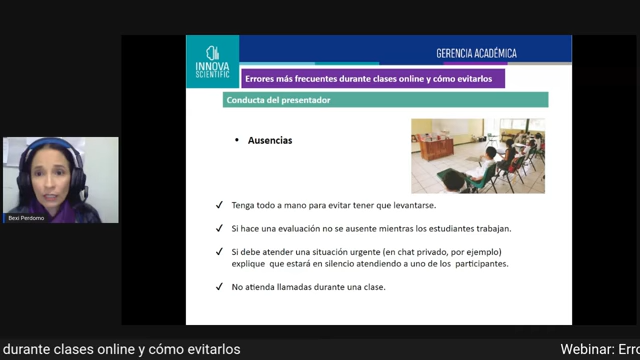 INNOVA
SCIENTIFIC
GERENCIA ACADÉMICA
Errores más frecuentes durante clases online y cómo evitarlos
Conducta del presentador
• Ausencias
✓ Tenga todo a mano para evitar tener que levantarse.
✓ Si hace una evaluación no se ausente mientras los estudiantes trabajan.
✓ Si debe atender una situación urgente (en chat privado, por ejemplo)
explique que estará en silencio atendiendo a uno de los participantes.
✓ No atienda llamadas durante una clase.
Bexi Perdomo
durante clases online y cómo evitarlos
Webinar: Erro